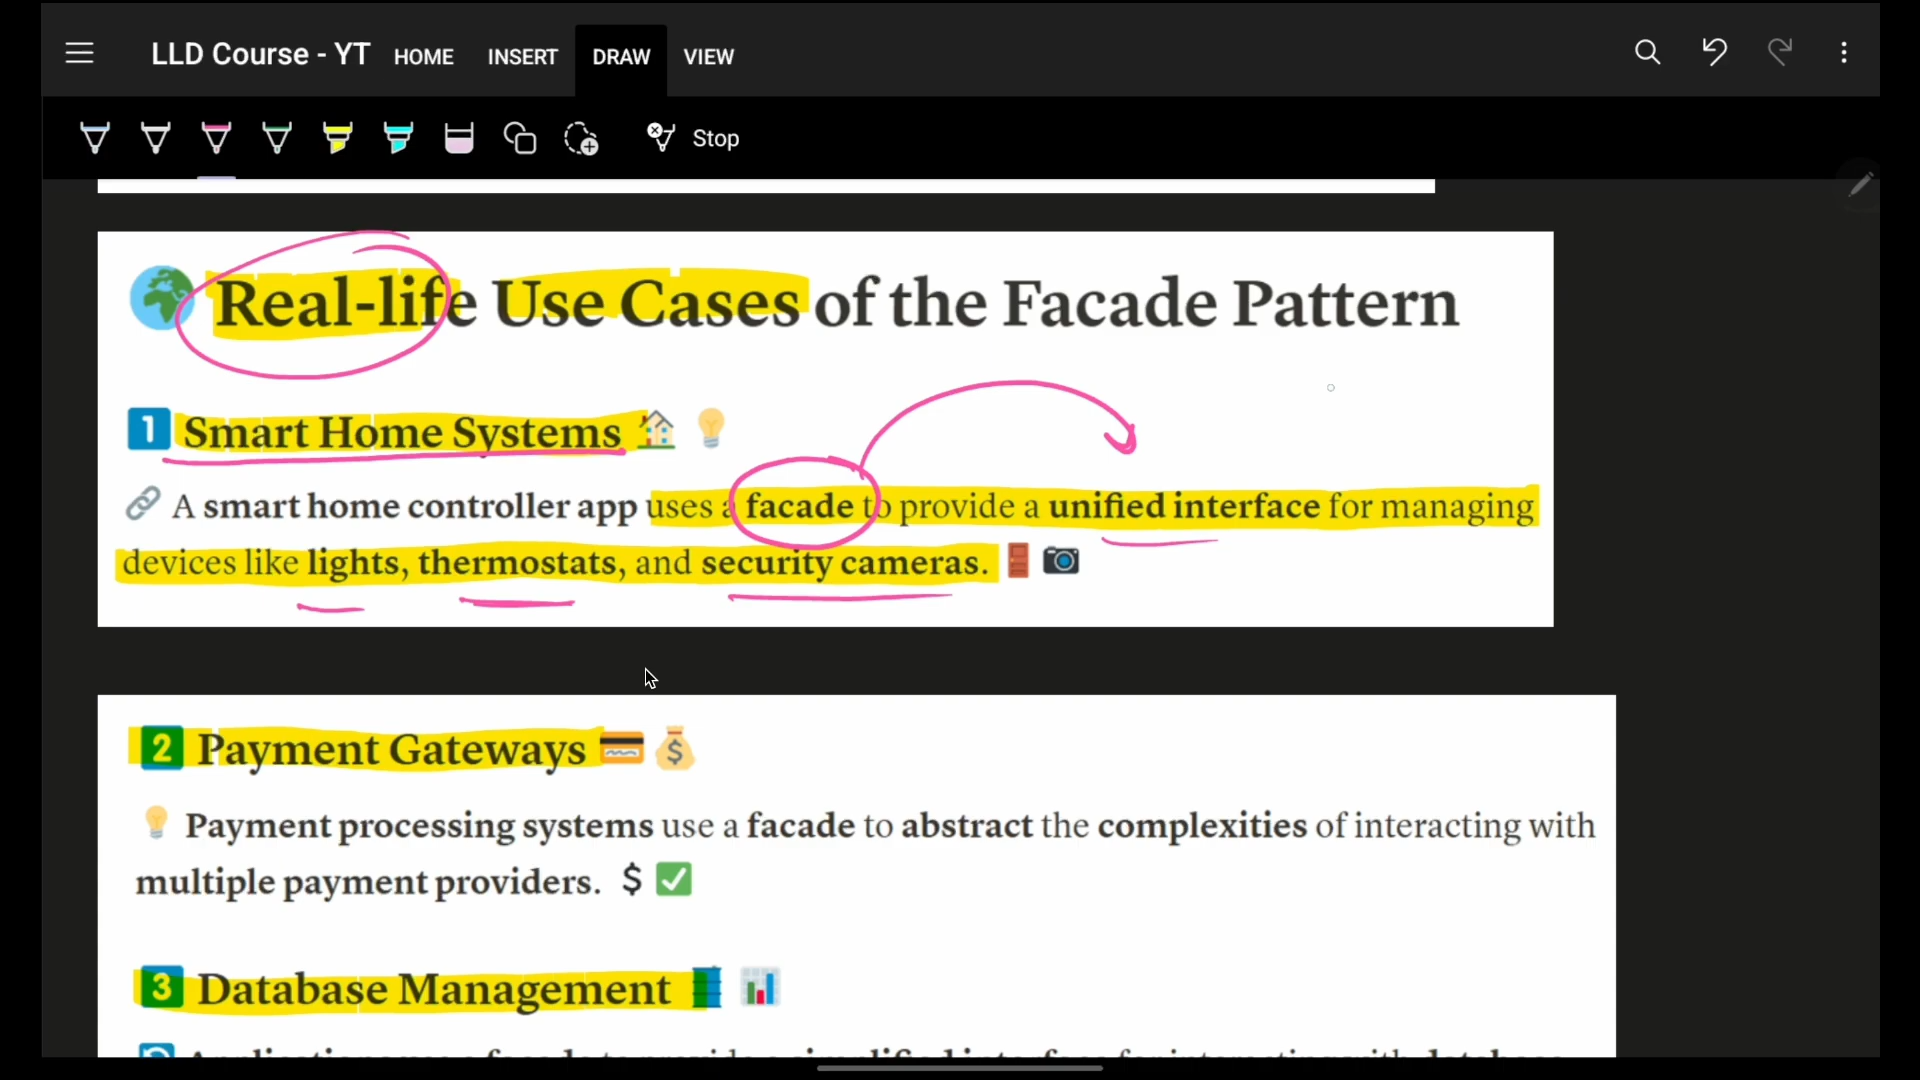 LLD Course - YT HOME INSERT DRAW VIEW
Stop
Real-life Use Cases of the Facade Pattern
1 Smart Home Systems
A smart home controller app uses a facade to provide a unified interface for managing
devices like lights, thermostats, and security cameras.
2 Payment Gateways
Payment processing systems use a facade to abstract the complexities of interacting with
multiple payment providers. $
3 Database Management